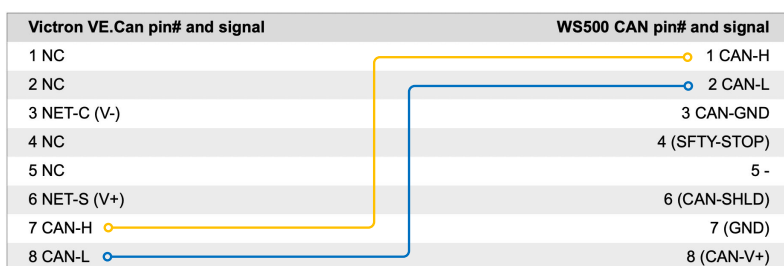 Victron VE.Can pin# and signal WS500 CAN pin# and signal
1 NC 1 CAN-H
2 NC 2 CAN-L
3 NET-C (V-) 3 CAN-GND
4 NC 4 (SFTY-STOP)
5 NC 5 -
6 NET-S (V+) 6 (CAN-SHLD)
7 CAN-H 7 (GND)
8 CAN-L 8 (CAN-V+)